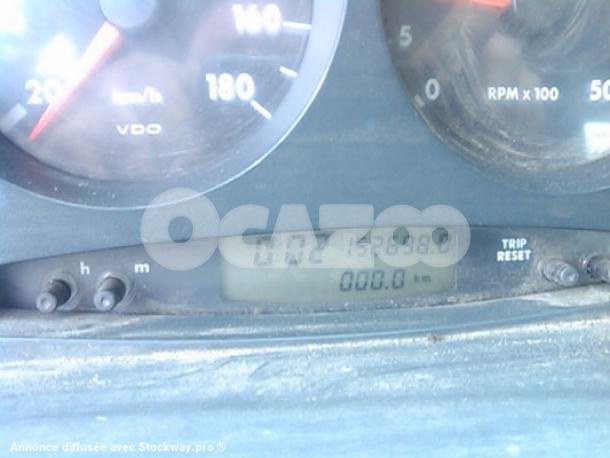 160
5
20
km/h
180
0
RPM x 100
50
VDO
OCAZOO
h
m
TRIP
RESET
000.0 km
Annonce diffusée avec Stockway.pro ®